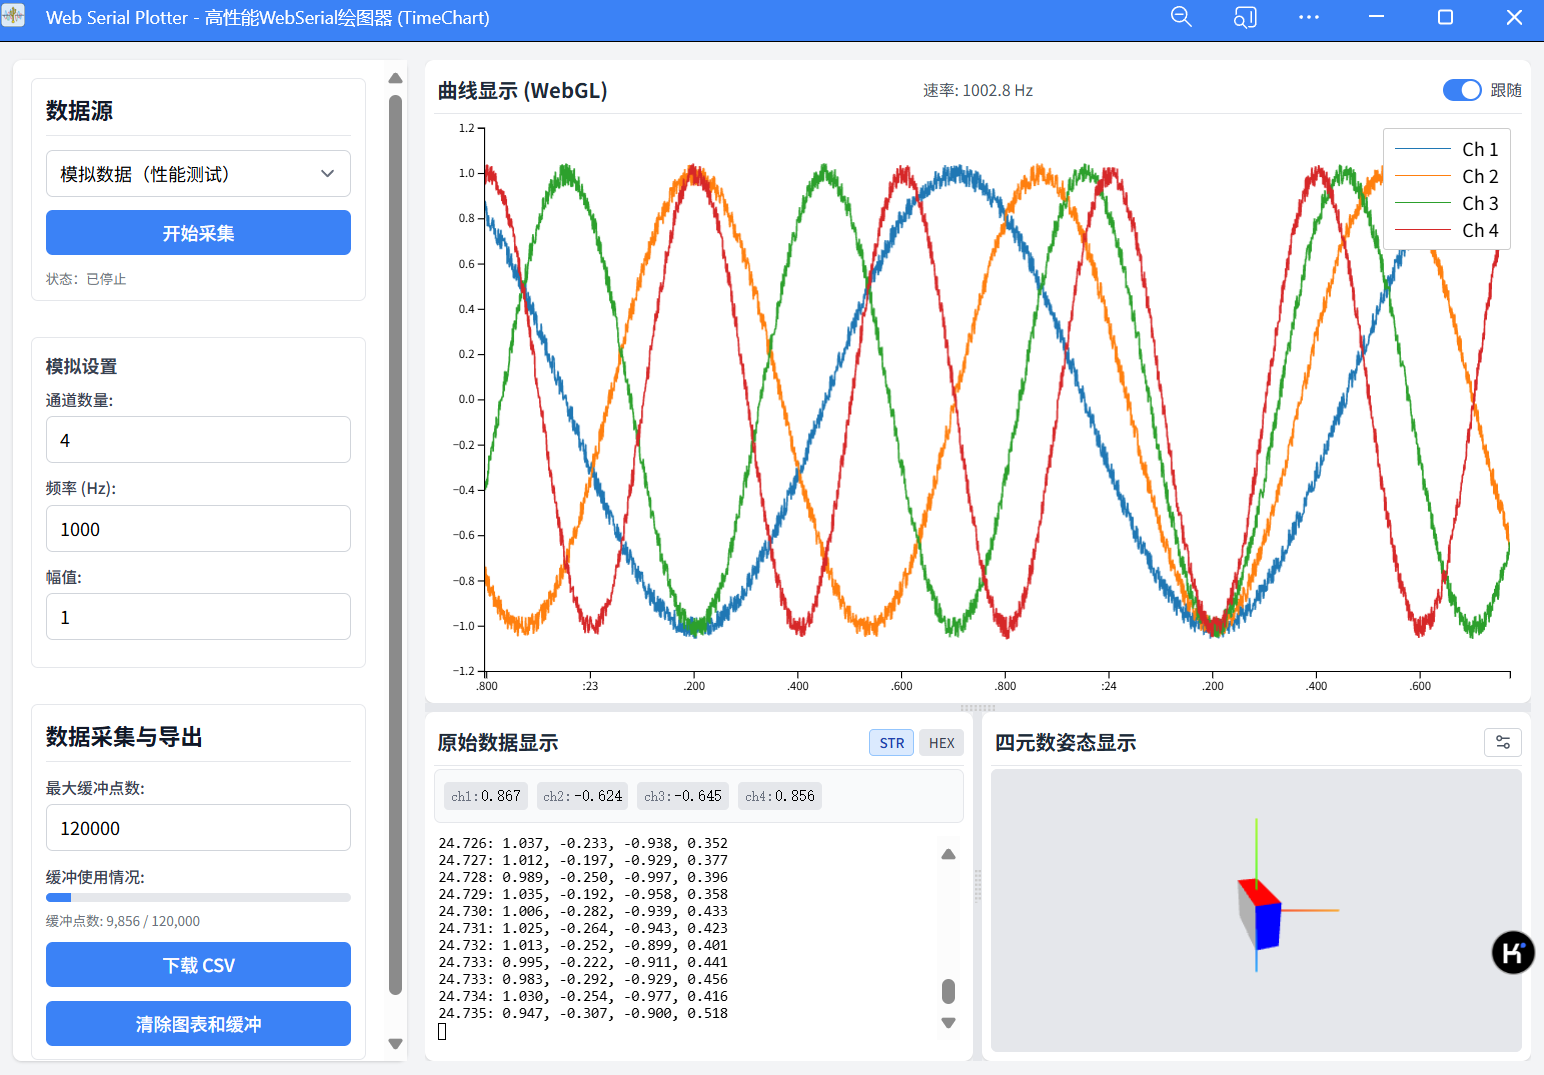 Web Serial Plotter - 高性能WebSerial绘图器 (TimeChart)
数据源
模拟数据（性能测试）
开始采集
状态：已停止
模拟设置
通道数量:
4
频率 (Hz):
1000
幅值:
1
数据采集与导出
最大缓冲点数:
120000
缓冲使用情况:
缓冲点数: 9,856 / 120,000
下载 CSV
清除图表和缓冲
曲线显示 (WebGL)
速率: 1002.8 Hz
跟随
1.2
1.0
0.8
0.6
0.4
0.2
0.0
−0.2
−0.4
−0.6
−0.8
−1.0
−1.2
.800 :23 .200 .400 .600 .800 :24 .200 .400 .600
Ch 1
Ch 2
Ch 3
Ch 4
原始数据显示
STR HEX
ch1:0.867 ch2:-0.624 ch3:-0.645 ch4:0.856
24.726: 1.037, -0.233, -0.938, 0.352
24.727: 1.012, -0.197, -0.929, 0.377
24.728: 0.989, -0.250, -0.997, 0.396
24.729: 1.035, -0.192, -0.958, 0.358
24.730: 1.006, -0.282, -0.939, 0.433
24.731: 1.025, -0.264, -0.943, 0.423
24.732: 1.013, -0.252, -0.899, 0.401
24.733: 0.995, -0.222, -0.911, 0.441
24.733: 0.983, -0.292, -0.929, 0.456
24.734: 1.030, -0.254, -0.977, 0.416
24.735: 0.947, -0.307, -0.900, 0.518
四元数姿态显示
K